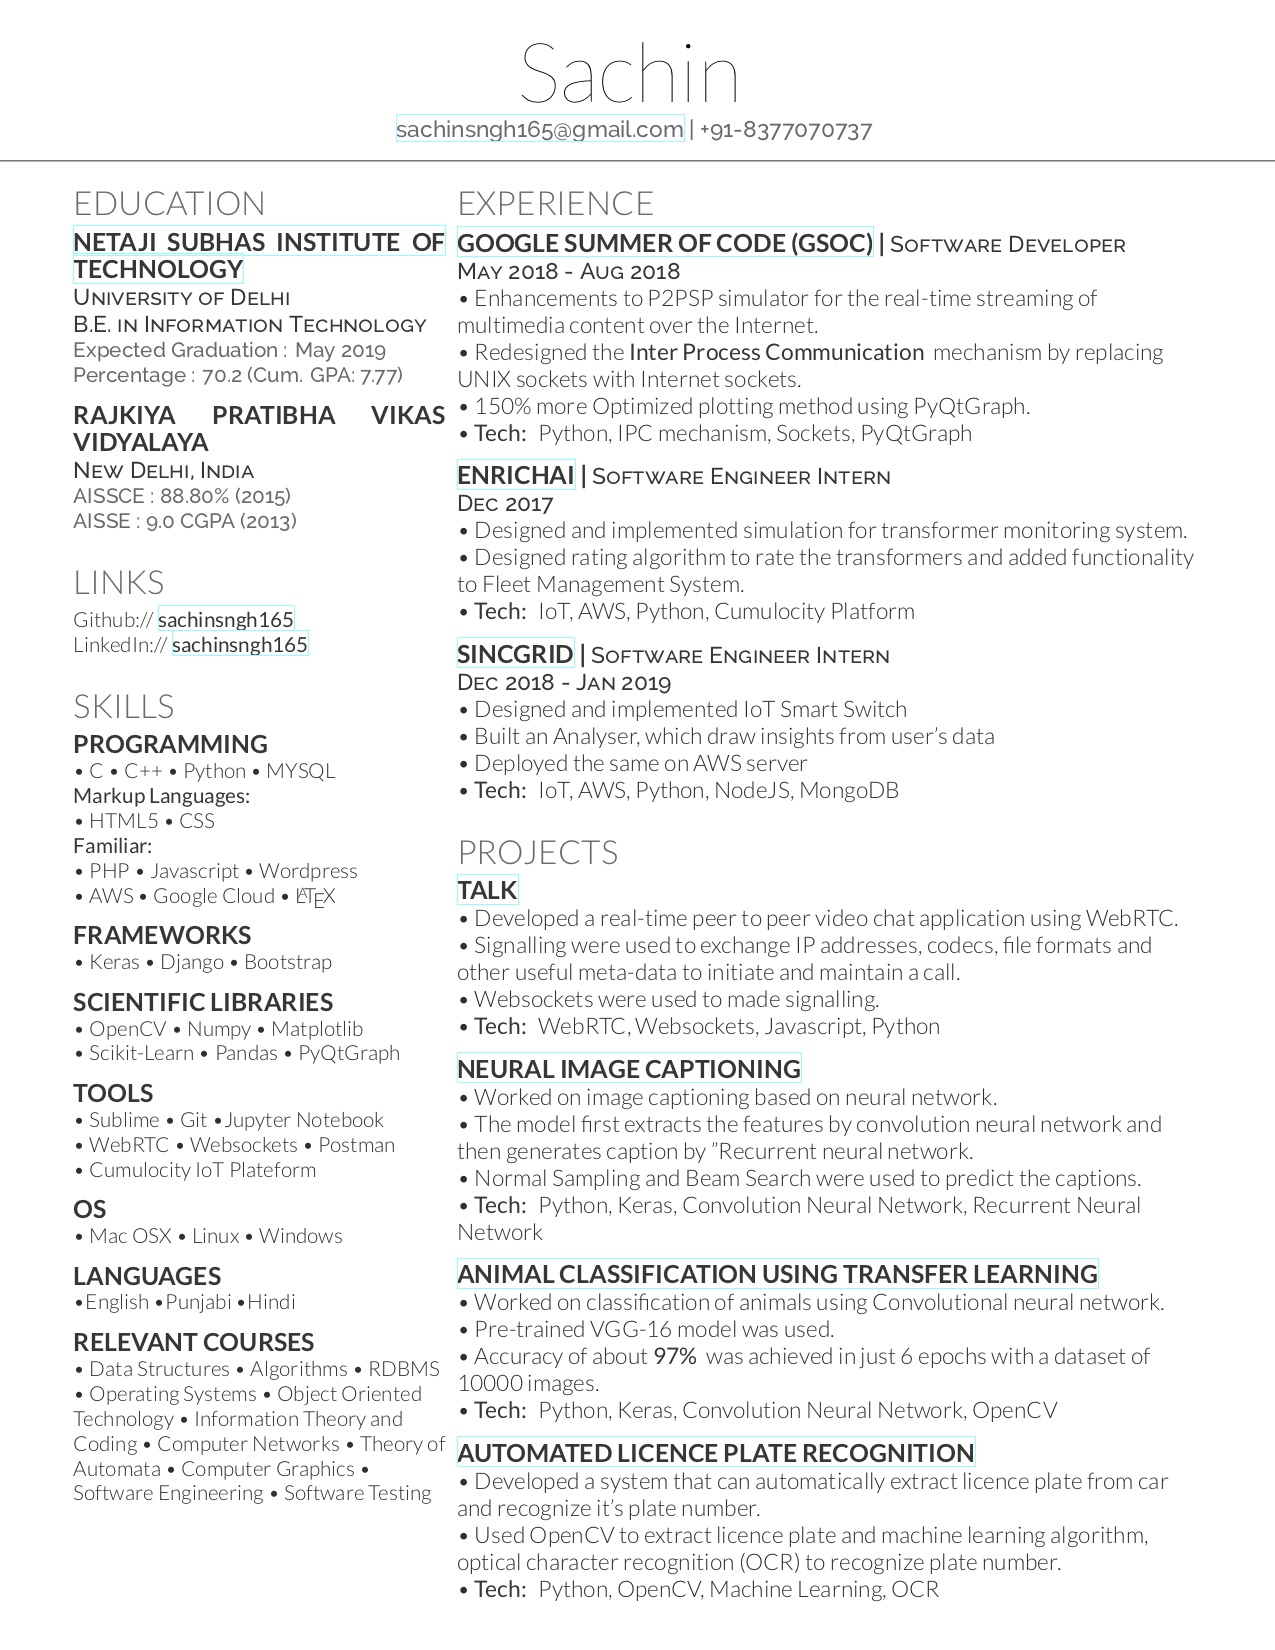 Sachin
sachinsngh165@gmail.com | +91-8377070737
EDUCATION
NETAJI SUBHAS INSTITUTE OF
TECHNOLOGY
University of Delhi
B.E. in Information Technology
Expected Graduation : May 2019
Percentage : 70.2 (Cum. GPA: 7.77)
RAJKIYA PRATIBHA VIKAS
VIDYALAYA
New Delhi, India
AISSCE : 88.80% (2015)
AISSE : 9.0 CGPA (2013)
LINKS
Github:// sachinsngh165
LinkedIn:// sachinsngh165
SKILLS
PROGRAMMING
• C • C++ • Python • MYSQL
Markup Languages:
• HTML5 • CSS
Familiar:
• PHP • Javascript • Wordpress
• AWS • Google Cloud • LATEX
FRAMEWORKS
• Keras • Django • Bootstrap
SCIENTIFIC LIBRARIES
• OpenCV • Numpy • Matplotlib
• Scikit-Learn • Pandas • PyQtGraph
TOOLS
• Sublime • Git •Jupyter Notebook
• WebRTC • Websockets • Postman
• Cumulocity IoT Plateform
OS
• Mac OSX • Linux • Windows
LANGUAGES
•English •Punjabi •Hindi
RELEVANT COURSES
• Data Structures • Algorithms • RDBMS
• Operating Systems • Object Oriented
Technology • Information Theory and
Coding • Computer Networks • Theory of
Automata • Computer Graphics •
Software Engineering • Software Testing
EXPERIENCE
GOOGLE SUMMER OF CODE (GSOC) | Software Developer
May 2018 - Aug 2018
• Enhancements to P2PSP simulator for the real-time streaming of
multimedia content over the Internet.
• Redesigned the Inter Process Communication mechanism by replacing
UNIX sockets with Internet sockets.
• 150% more Optimized plotting method using PyQtGraph.
• Tech: Python, IPC mechanism, Sockets, PyQtGraph
ENRICHAI | Software Engineer Intern
Dec 2017
• Designed and implemented simulation for transformer monitoring system.
• Designed rating algorithm to rate the transformers and added functionality
to Fleet Management System.
• Tech: IoT, AWS, Python, Cumulocity Platform
SINCGRID | Software Engineer Intern
Dec 2018 - Jan 2019
• Designed and implemented IoT Smart Switch
• Built an Analyser, which draw insights from user's data
• Deployed the same on AWS server
• Tech: IoT, AWS, Python, NodeJS, MongoDB
PROJECTS
TALK
• Developed a real-time peer to peer video chat application using WebRTC.
• Signalling were used to exchange IP addresses, codecs, file formats and
other useful meta-data to initiate and maintain a call.
• Websockets were used to made signalling.
• Tech: WebRTC, Websockets, Javascript, Python
NEURAL IMAGE CAPTIONING
• Worked on image captioning based on neural network.
• The model first extracts the features by convolution neural network and
then generates caption by "Recurrent neural network.
• Normal Sampling and Beam Search were used to predict the captions.
• Tech: Python, Keras, Convolution Neural Network, Recurrent Neural
Network
ANIMAL CLASSIFICATION USING TRANSFER LEARNING
• Worked on classification of animals using Convolutional neural network.
• Pre-trained VGG-16 model was used.
• Accuracy of about 97% was achieved in just 6 epochs with a dataset of
10000 images.
• Tech: Python, Keras, Convolution Neural Network, OpenCV
AUTOMATED LICENCE PLATE RECOGNITION
• Developed a system that can automatically extract licence plate from car
and recognize it's plate number.
• Used OpenCV to extract licence plate and machine learning algorithm,
optical character recognition (OCR) to recognize plate number.
• Tech: Python, OpenCV, Machine Learning, OCR